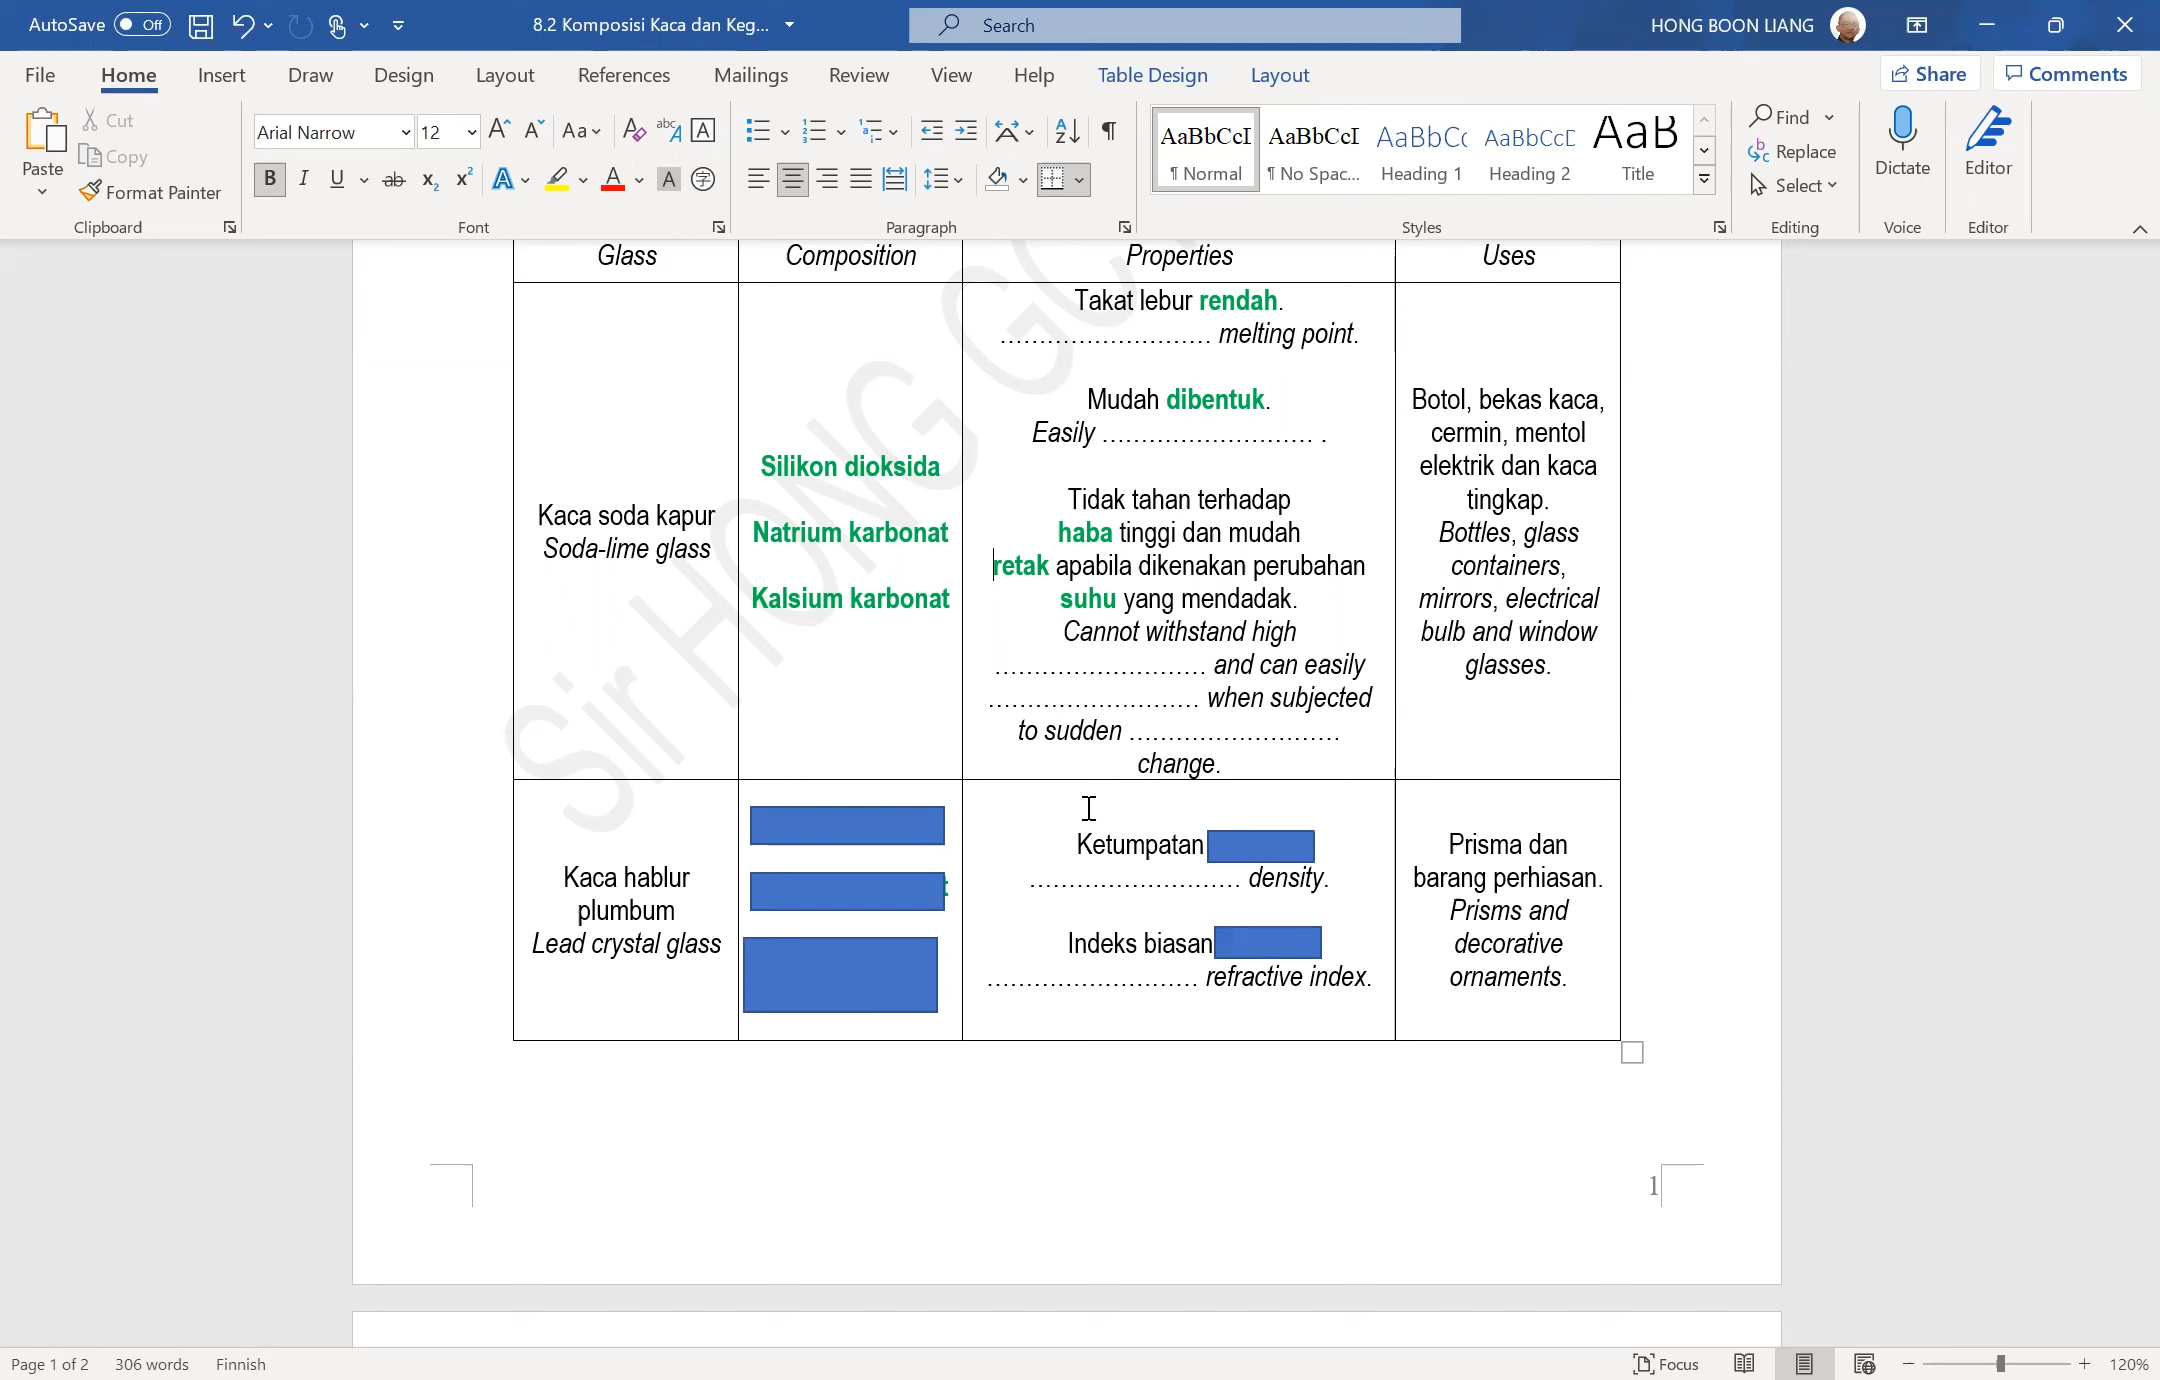 AutoSave Off 8.2 Komposisi Kaca dan Keg... Search HONG BOON LIANG
File Home Insert Draw Design Layout References Mailings Review View Help Table Design Layout Share Comments
Paste
Cut
Copy
Format Painter
Clipboard
Arial Narrow 12
Font
Paragraph
AaBbCcI AaBbCcI AaBbC AaBbCcD AaB
¶ Normal ¶ No Spac... Heading 1 Heading 2 Title
Styles
Find
Replace
Select
Editing
Dictate
Voice
Editor
Editor
Glass Composition Properties Uses
Kaca soda kapur
Soda-lime glass
Silikon dioksida
Natrium karbonat
Kalsium karbonat
Takat lebur rendah.
........................... melting point.
Mudah dibentuk.
Easily ........................... .
Tidak tahan terhadap
haba tinggi dan mudah
retak apabila dikenakan perubahan
suhu yang mendadak.
Cannot withstand high
........................... and can easily
........................... when subjected
to sudden ...........................
change.
Botol, bekas kaca,
cermin, mentol
elektrik dan kaca
tingkap.
Bottles, glass
containers,
mirrors, electrical
bulb and window
glasses.
Kaca hablur
plumbum
Lead crystal glass
t
Ketumpatan
........................... density.
Indeks biasan
........................... refractive index.
Prisma dan
barang perhiasan.
Prisms and
decorative
ornaments.
Sir HONG
1
Page 1 of 2 306 words Finnish Focus 120%